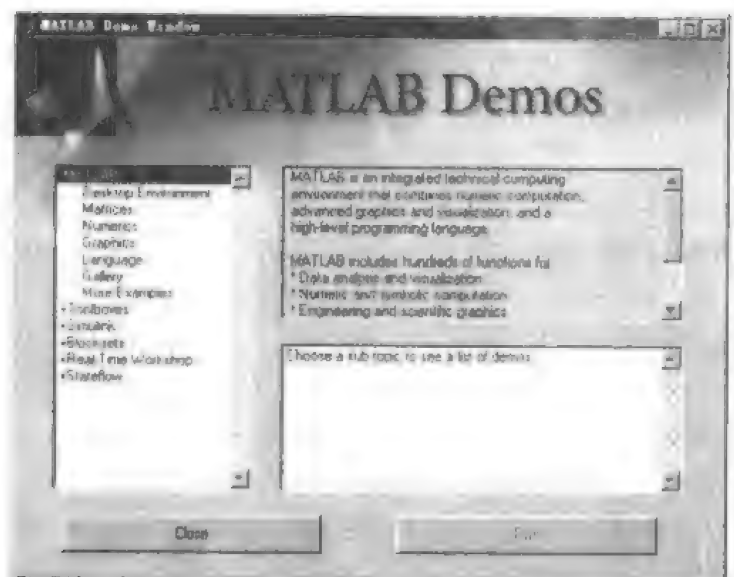 MATLAB Demo Window
MATLAB Demos
Desktop Environment
Matrices
Numerics
Graphics
Language
Gallery
More Examples
+Toolboxes
+Simulink
+Blocksets
+Real-Time Workshop
+Stateflow
MATLAB is an integrated technical computing
environment that combines numeric computation,
advanced graphics and visualization, and a
high-level programming language.
MATLAB includes hundreds of functions for
* Data analysis and visualization
* Numeric and symbolic computation
* Engineering and scientific graphics
Choose a sub topic to see a list of demos
Close